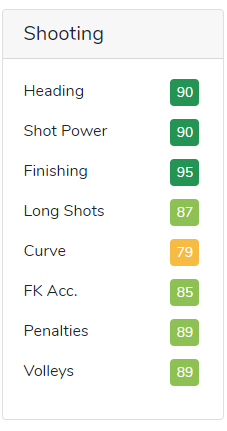 Shooting
Heading 90
Shot Power 90
Finishing 95
Long Shots 87
Curve 79
FK Acc. 85
Penalties 89
Volleys 89